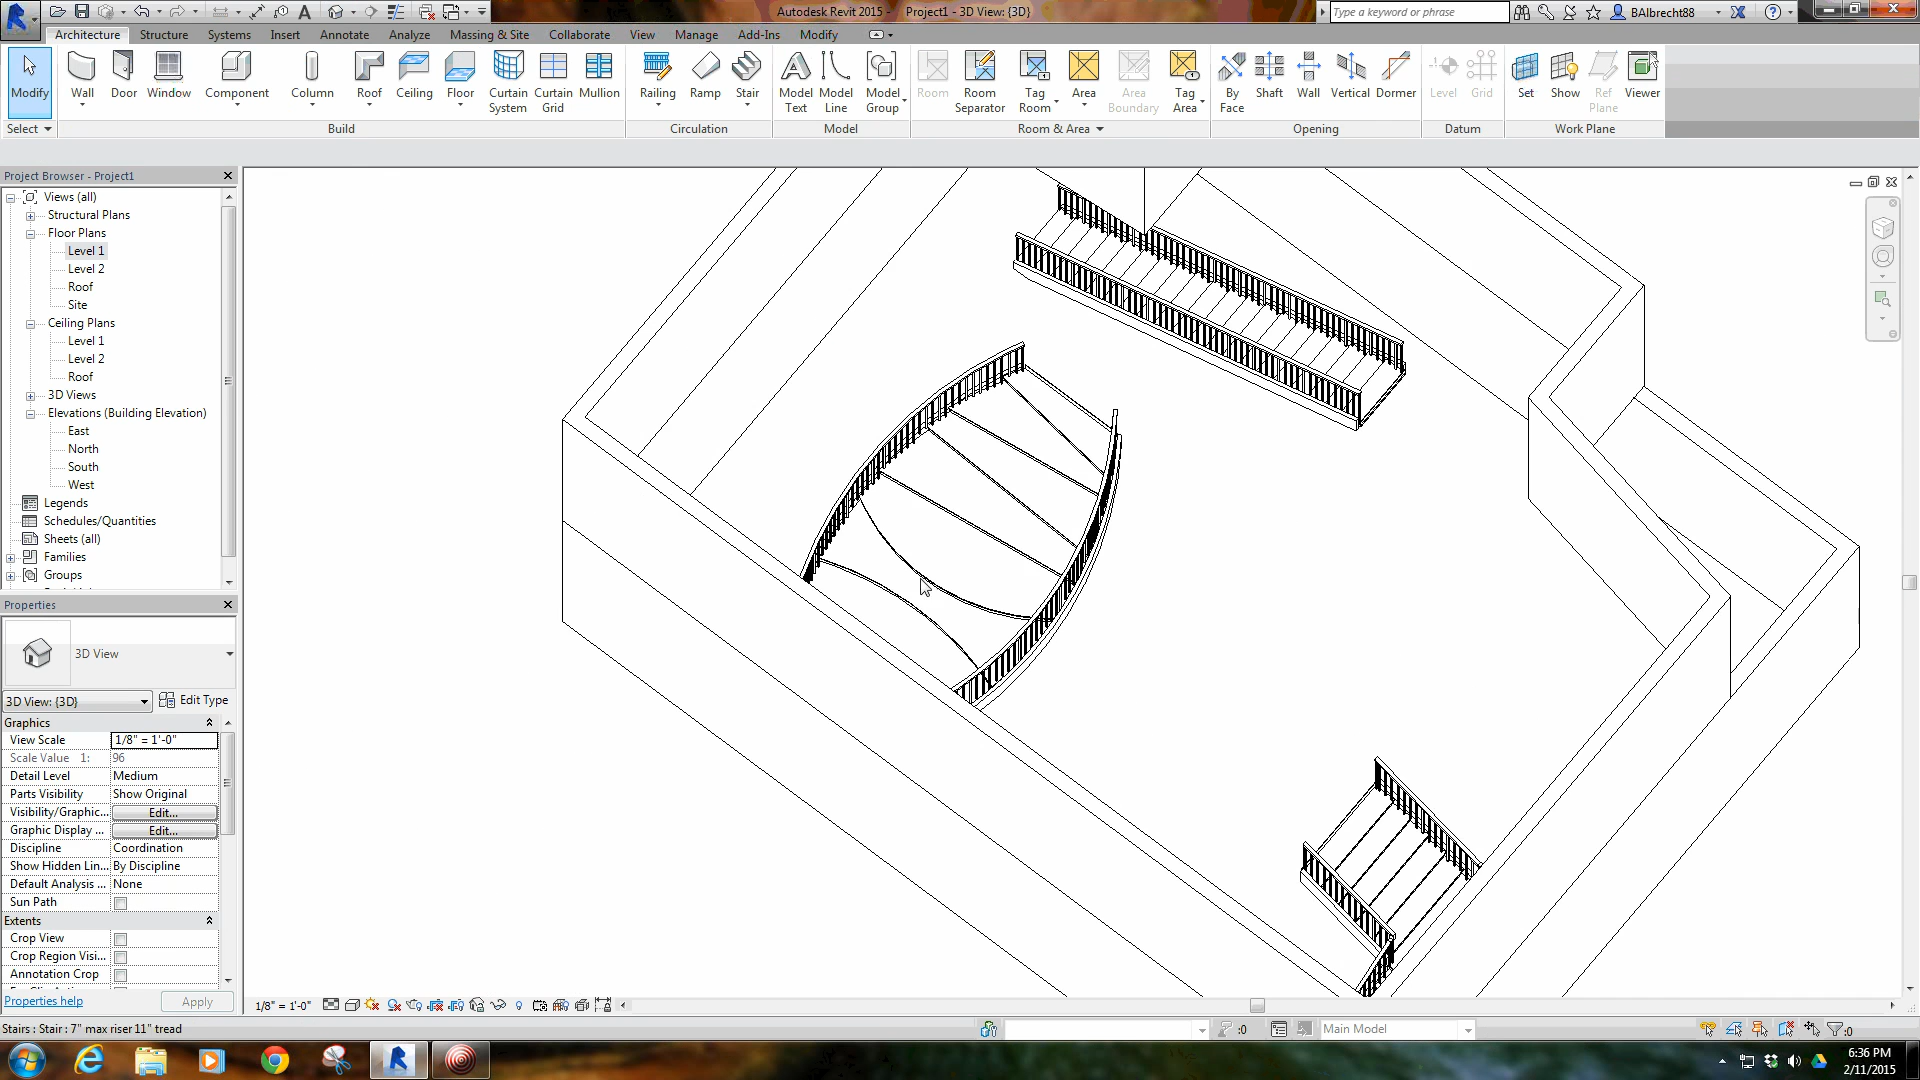 Autodesk Revit 2015 - Project1 - 3D View: {3D}
Type a keyword or phrase
BAlbrecht88
Architecture Structure Systems Insert Annotate Analyze Massing & Site Collaborate View Manage Add-Ins Modify
Modify Wall Door Window Component Column Roof Ceiling Floor Curtain System Curtain Grid Mullion Railing Ramp Stair Model Text Model Line Model Group Room Room Separator Tag Room Area Area Boundary Tag Area By Face Shaft Wall Vertical Dormer Level Grid Set Show Ref Plane Viewer
Select Build Circulation Model Room & Area Opening Datum Work Plane
Project Browser - Project1
Views (all)
Structural Plans
Floor Plans
Level 1
Level 2
Roof
Site
Ceiling Plans
Level 1
Level 2
Roof
3D Views
Elevations (Building Elevation)
East
North
South
West
Legends
Schedules/Quantities
Sheets (all)
Families
Groups
Properties
3D View
3D View: {3D} Edit Type
Graphics
View Scale 1/8" = 1'-0"
Scale Value 1: 96
Detail Level Medium
Parts Visibility Show Original
Visibility/Graphic... Edit...
Graphic Display ... Edit...
Discipline Coordination
Show Hidden Lin... By Discipline
Default Analysis ... None
Sun Path
Extents
Crop View
Crop Region Visi...
Annotation Crop
Properties help Apply
1/8" = 1'-0"
Stairs : Stair : 7" max riser 11" tread :0 Main Model :0
6:36 PM
2/11/2015